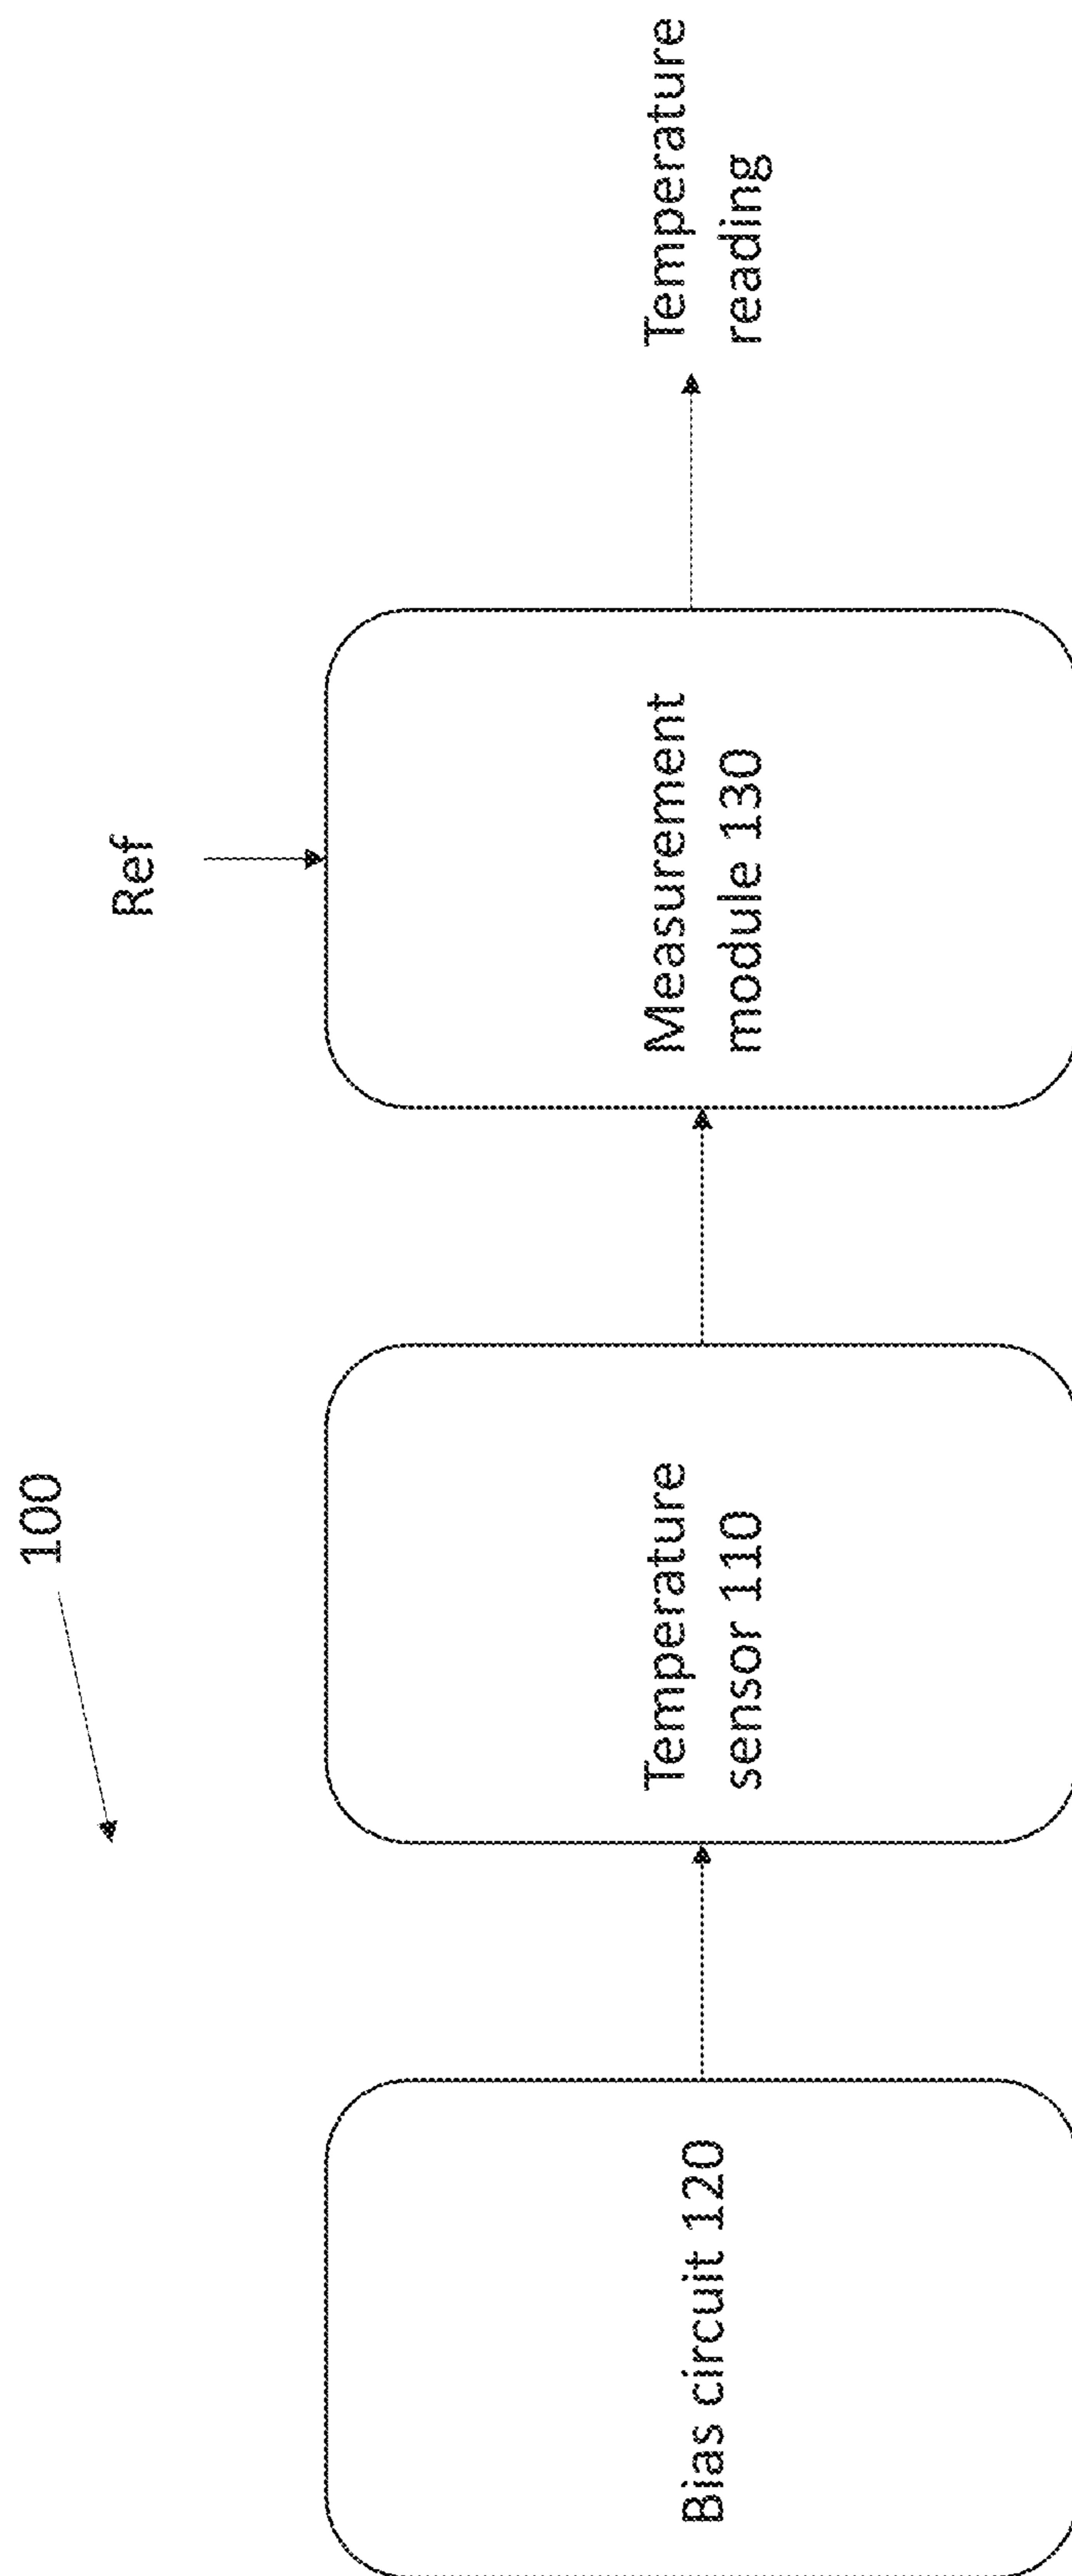 100
Ref
Bias circuit 120
Temperature
sensor 110
Measurement
module 130
Temperature
reading